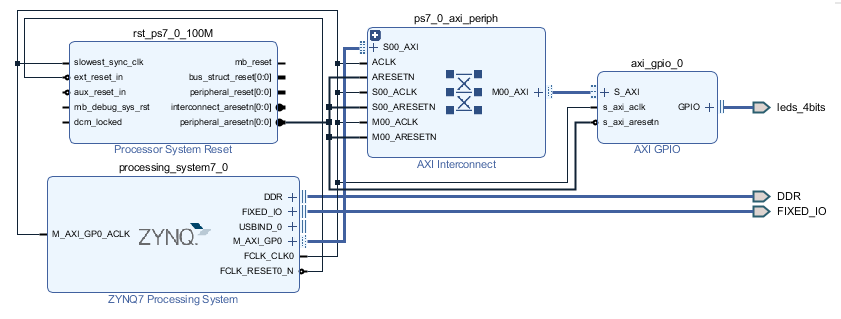 rst_ps7_0_100M
slowest_sync_clk
ext_reset_in
aux_reset_in
mb_debug_sys_rst
dcm_locked
mb_reset
bus_struct_reset[0:0]
peripheral_reset[0:0]
interconnect_aresetn[0:0]
peripheral_aresetn[0:0]
Processor System Reset
ps7_0_axi_periph
S00_AXI
ACLK
ARESETN
S00_ACLK
S00_ARESETN
M00_ACLK
M00_ARESETN
M00_AXI
AXI Interconnect
axi_gpio_0
S_AXI
s_axi_aclk
s_axi_aresetn
GPIO
AXI GPIO
leds_4bits
processing_system7_0
M_AXI_GP0_ACLK
ZYNQ
DDR
FIXED_IO
USBIND_0
M_AXI_GP0
FCLK_CLK0
FCLK_RESET0_N
ZYNQ7 Processing System
DDR
FIXED_IO